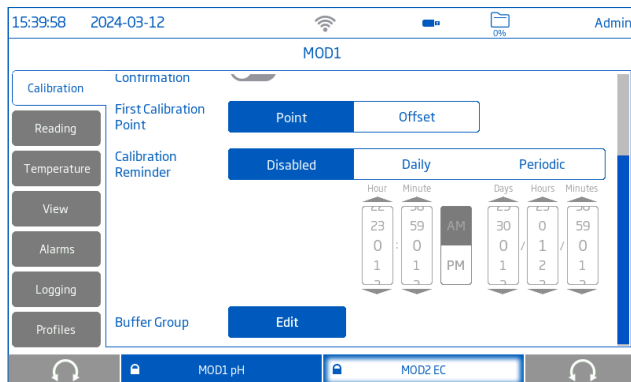 15:39:58 2024-03-12 0% Admin
MOD1
Calibration
Confirmation
First Calibration
Point
Point Offset
Reading
Calibration
Reminder
Disabled Daily Periodic
Temperature
Hour Minute Days Hours Minutes
View
23 59 AM 30 0 59
0 : 0 0 / 1 / 0
1 1 PM 1 2 1
Alarms
Logging
Profiles
Buffer Group Edit
MOD1 pH MOD2 EC